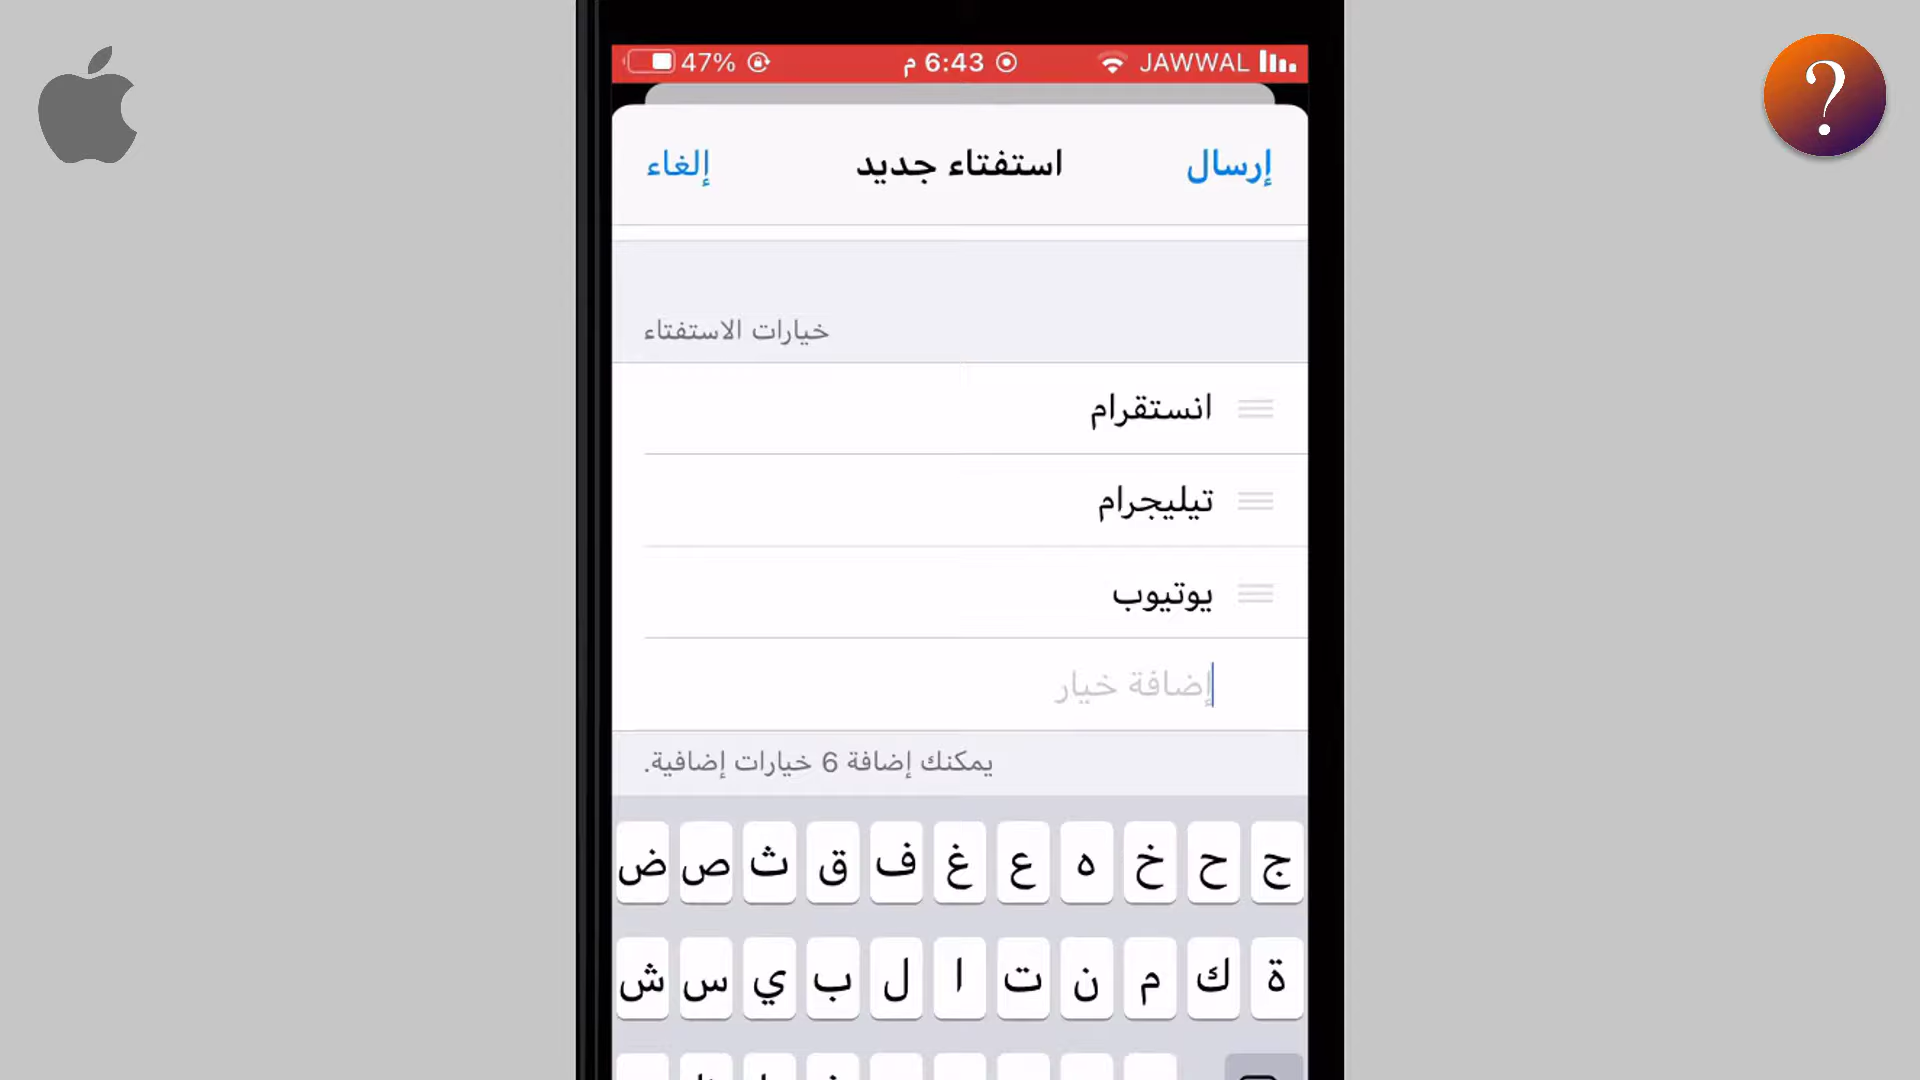 47% 6:43 م JAWWAL
إرسال استفتاء جديد إلغاء
خيارات الاستفتاء
انستقرام
تيليجرام
يوتيوب
إضافة خيار
يمكنك إضافة 6 خيارات إضافية.
ض ص ث ق ف غ ع ه خ ح ج
ش س ي ب ل ا ت ن م ك ة
?